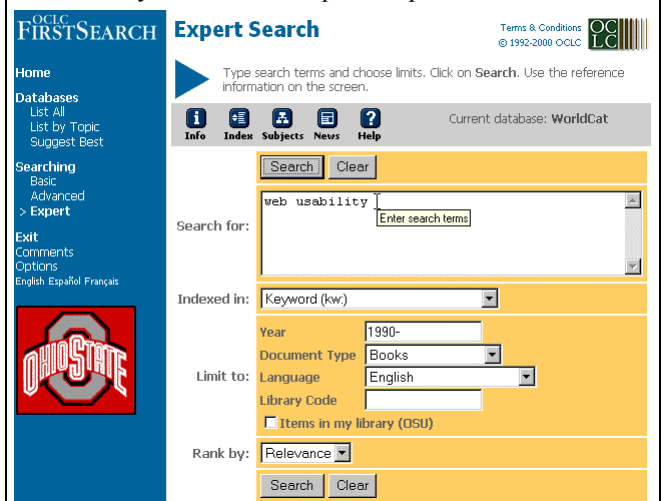 OCLC
FIRSTSEARCH
Expert Search
Terms & Conditions
© 1992-2000 OCLC
OC
LC
Home
Databases
List All
List by Topic
Suggest Best
Searching
Basic
Advanced
> Expert
Exit
Comments
Options
English Español Français
OHIO STATE
Type search terms and choose limits. Click on Search. Use the reference
information on the screen.
Info Index Subjects News Help
Current database: WorldCat
Search Clear
Search for:
web usability
Enter search terms
Indexed in: Keyword (kw:)
Limit to:
Year 1990-
Document Type Books
Language English
Library Code
Items in my library (OSU)
Rank by: Relevance
Search Clear